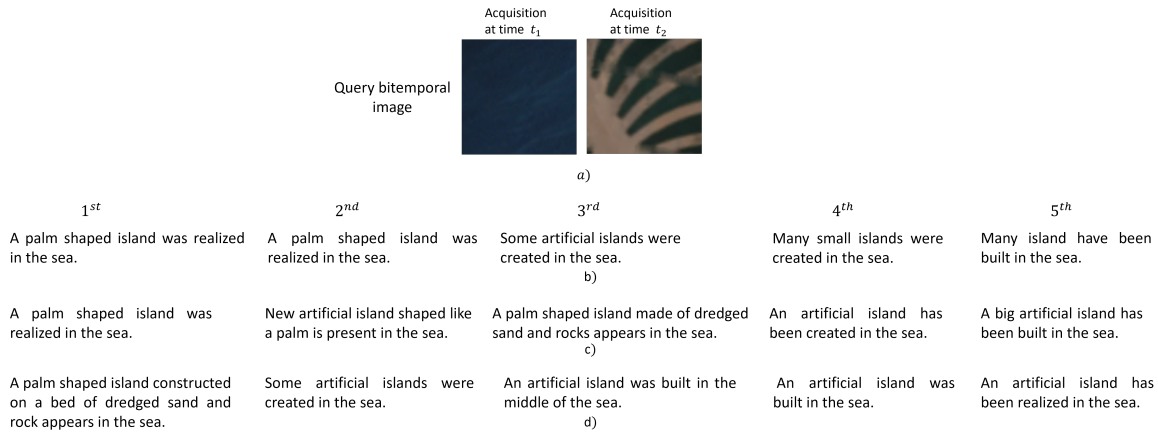 Acquisition
at time t₁
Acquisition
at time t₂
Query bitemporal
image
a)
1ˢᵗ
2ⁿᵈ
3ʳᵈ
4ᵗʰ
5ᵗʰ
A palm shaped island was realized
in the sea.
A palm shaped island was
realized in the sea.
Some artificial islands were
created in the sea.
Many small islands were
created in the sea.
Many island have been
built in the sea.
b)
A palm shaped island was
realized in the sea.
New artificial island shaped like
a palm is present in the sea.
A palm shaped island made of dredged
sand and rocks appears in the sea.
An artificial island has
been created in the sea.
A big artificial island has
been built in the sea.
c)
A palm shaped island constructed
on a bed of dredged sand and
rock appears in the sea.
Some artificial islands were
created in the sea.
An artificial island was built in the
middle of the sea.
An artificial island was
built in the sea.
An artificial island has
been realized in the sea.
d)